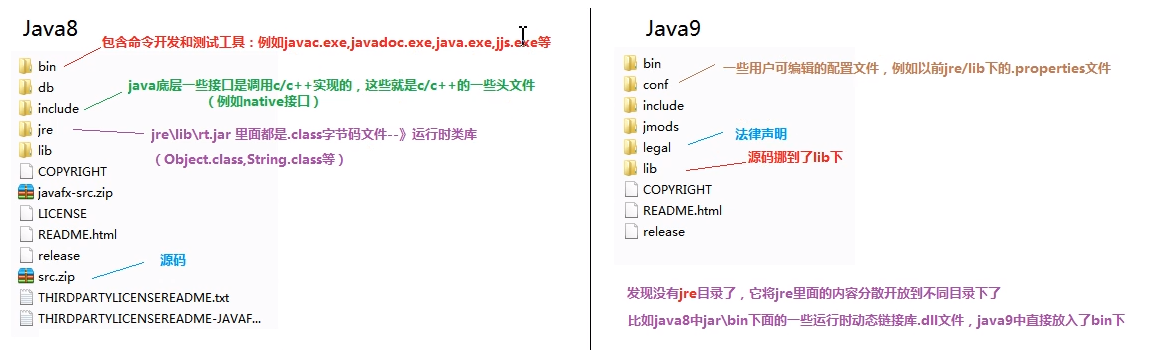 Java8
包含命令开发和测试工具：例如javac.exe,javadoc.exe,java.exe,jjs.exe等
bin
db
java底层一些接口是调用c/c++实现的，这些就是c/c++的一些头文件
（例如native接口）
include
jre
jre\lib\rt.jar 里面都是.class字节码文件--》运行时类库
（Object.class,String.class等）
lib
COPYRIGHT
javafx-src.zip
LICENSE
README.html
release
源码
src.zip
THIRDPARTYLICENSEREADME.txt
THIRDPARTYLICENSEREADME-JAVAF...
Java9
bin
一些用户可编辑的配置文件，例如以前jre/lib下的.properties文件
conf
include
jmods
法律声明
legal
源码挪到了lib下
lib
COPYRIGHT
README.html
release
发现没有jre目录了，它将jre里面的内容分散开放到不同目录下了
比如java8中jar\bin下面的一些运行时动态链接库.dll文件，java9中直接放入了bin下